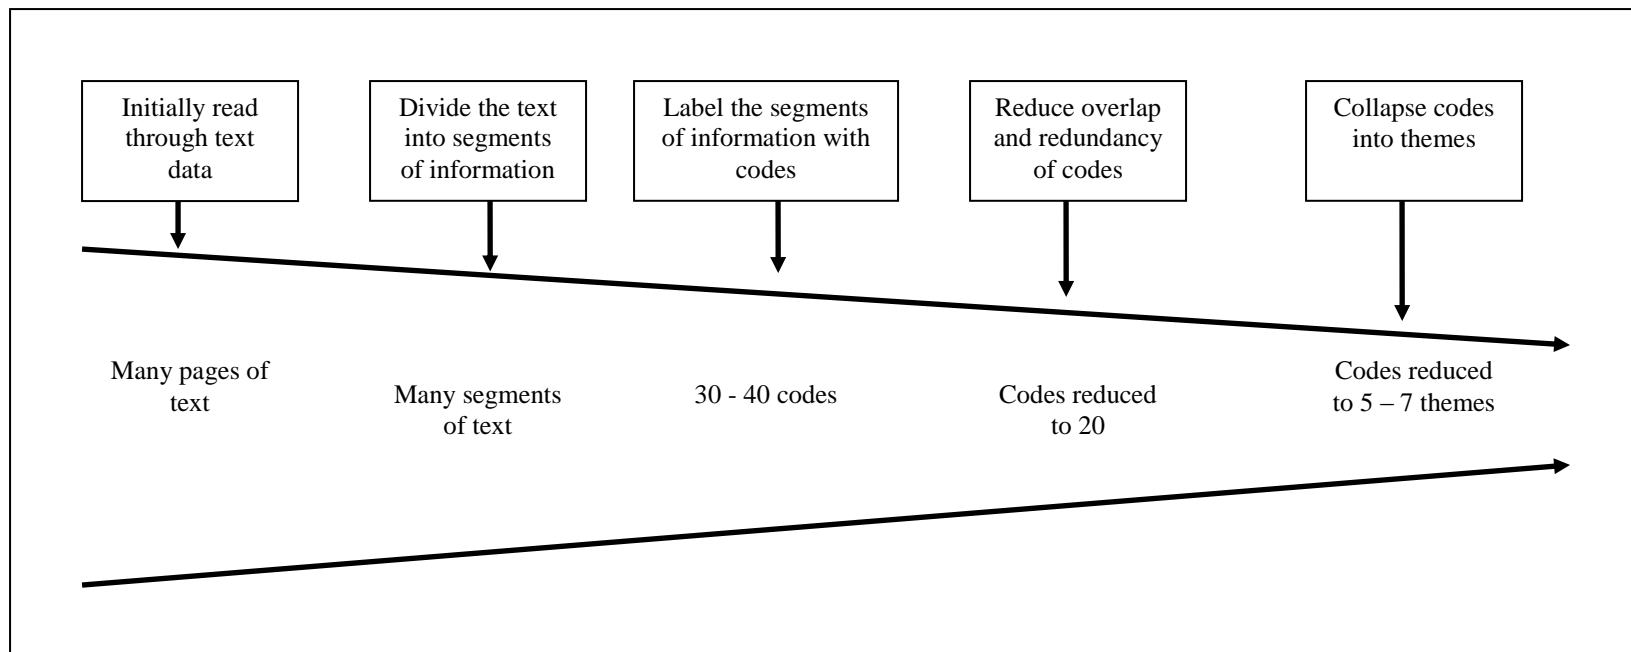 Initially read
through text
data
Divide the text
into segments
of information
Label the segments
of information with
codes
Reduce overlap
and redundancy
of codes
Collapse codes
into themes
Many pages of
text
Many segments
of text
30 - 40 codes
Codes reduced
to 20
Codes reduced
to 5 – 7 themes